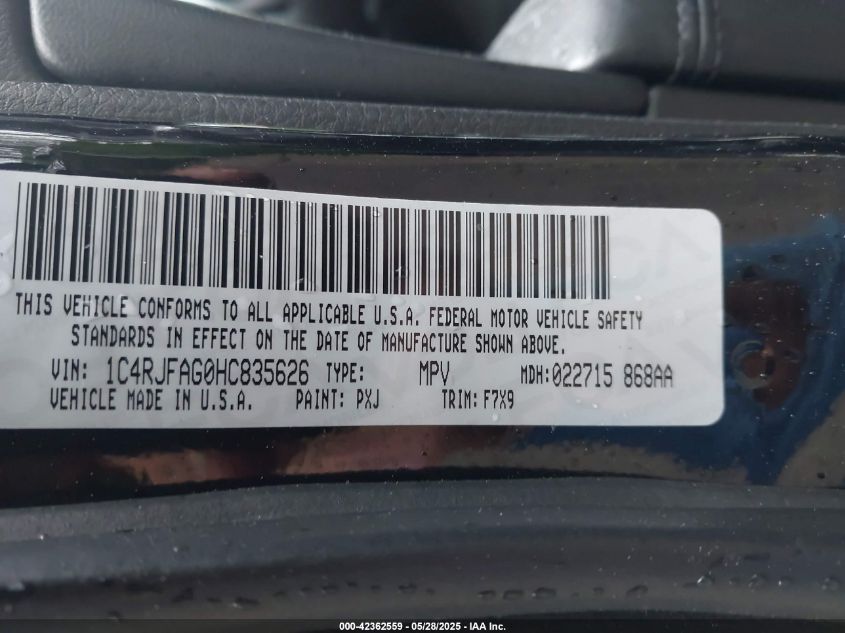 THIS VEHICLE CONFORMS TO ALL APPLICABLE U.S.A. FEDERAL MOTOR VEHICLE SAFETY
STANDARDS IN EFFECT ON THE DATE OF MANUFACTURE SHOWN ABOVE.
VIN: 1C4RJFAG0HC835626 TYPE: MPV MDH:022715 868AA
VEHICLE MADE IN U.S.A. PAINT: PXJ TRIM: F7X9
000-42362559 - 05/28/2025 - IAA Inc.